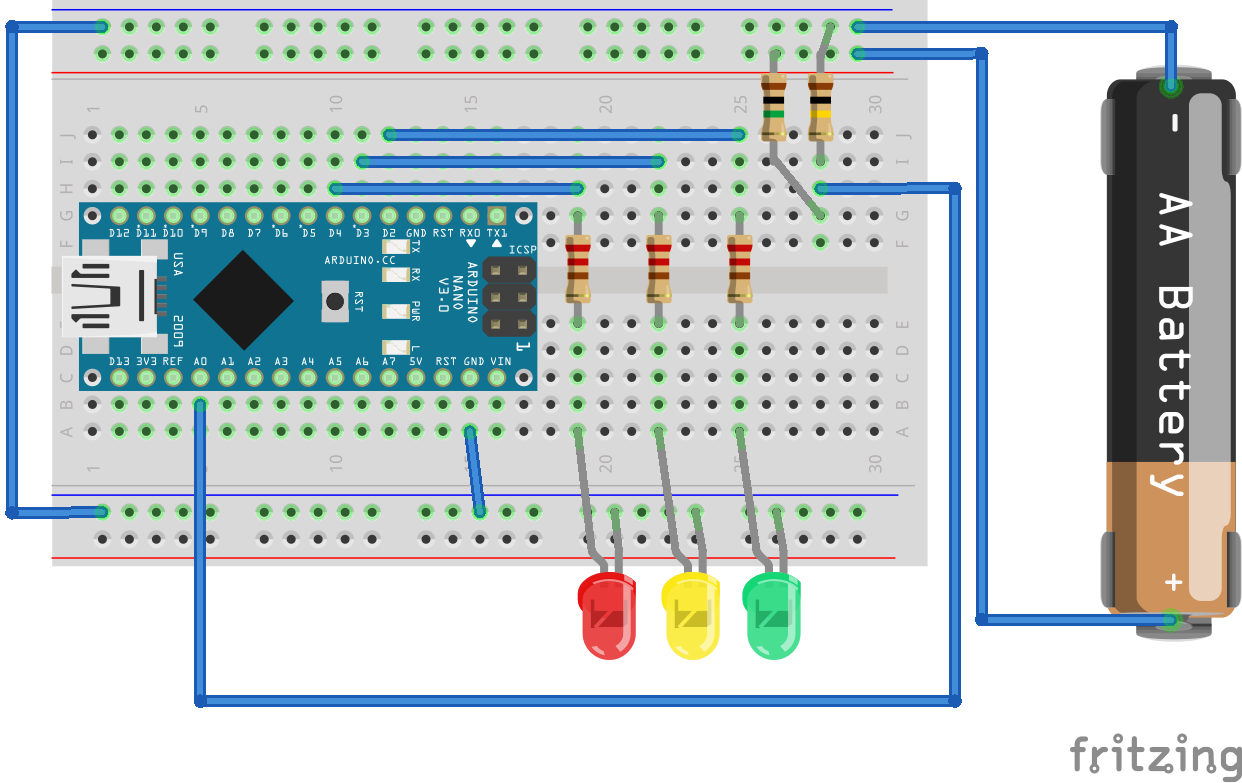 1 5 10 15 20 25 30
J J
I I
H H
G G
F F
D12 D11 D10 D9 D8 D7 D6 D5 D4 D3 D2 GND RST RX0 TX1
ICSP
USA
ARDUINO.CC
TX
RX
RST
PWR
L
ARDUINO
NANO
V3.0
2009
1
D13 3V3 REF A0 A1 A2 A3 A4 A5 A6 A7 5V RST GND VIN
E E
D D
C C
B B
A A
1 10 20 25 30
- AA Battery +
fritzing